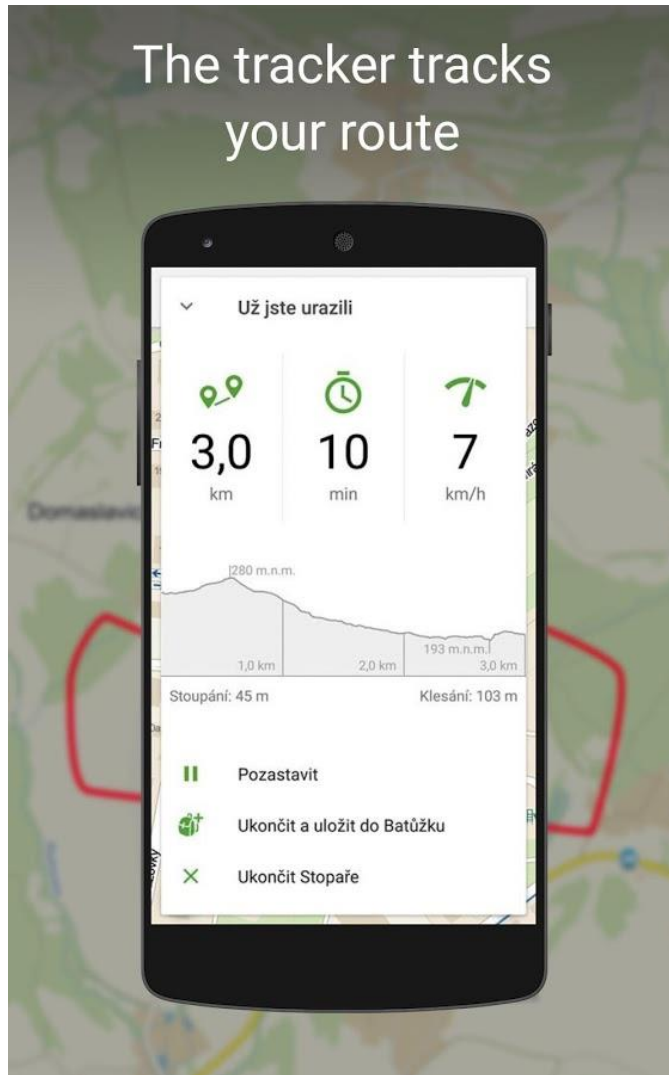 The tracker tracks
your route
Už jste urazili
3,0
10
7
km
min
km/h
280 m.n.m.
193 m.n.m.
1,0 km
2,0 km
3,0 km
Stoupání: 45 m
Klesání: 103 m
Pozastavit
Ukončit a uložit do Batůžku
Ukončit Stopaře